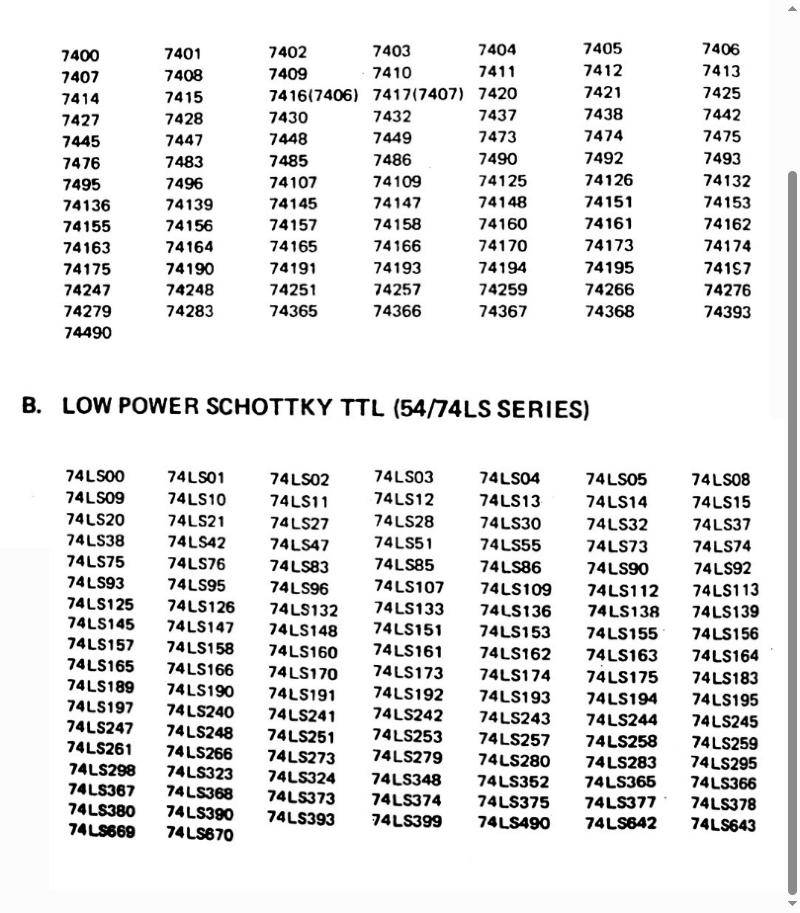 7400 7401 7402 7403 7404 7405 7406
7407 7408 7409 7410 7411 7412 7413
7414 7415 7416(7406) 7417(7407) 7420 7421 7425
7427 7428 7430 7432 7437 7438 7442
7445 7447 7448 7449 7473 7474 7475
7476 7483 7485 7486 7490 7492 7493
7495 7496 74107 74109 74125 74126 74132
74136 74139 74145 74147 74148 74151 74153
74155 74156 74157 74158 74160 74161 74162
74163 74164 74165 74166 74170 74173 74174
74175 74190 74191 74193 74194 74195 741S7
74247 74248 74251 74257 74259 74266 74276
74279 74283 74365 74366 74367 74368 74393
74490
B. LOW POWER SCHOTTKY TTL (54/74LS SERIES)
74LS00 74LS01 74LS02 74LS03 74LS04 74LS05 74LS08
74LS09 74LS10 74LS11 74LS12 74LS13 74LS14 74LS15
74LS20 74LS21 74LS27 74LS28 74LS30 74LS32 74LS37
74LS38 74LS42 74LS47 74LS51 74LS55 74LS73 74LS74
74LS75 74LS76 74LS83 74LS85 74LS86 74LS90 74LS92
74LS93 74LS95 74LS96 74LS107 74LS109 74LS112 74LS113
74LS125 74LS126 74LS132 74LS133 74LS136 74LS138 74LS139
74LS145 74LS147 74LS148 74LS151 74LS153 74LS155 74LS156
74LS157 74LS158 74LS160 74LS161 74LS162 74LS163 74LS164
74LS165 74LS166 74LS170 74LS173 74LS174 74LS175 74LS183
74LS189 74LS190 74LS191 74LS192 74LS193 74LS194 74LS195
74LS197 74LS240 74LS241 74LS242 74LS243 74LS244 74LS245
74LS247 74LS248 74LS251 74LS253 74LS257 74LS258 74LS259
74LS261 74LS266 74LS273 74LS279 74LS280 74LS283 74LS295
74LS298 74LS323 74LS324 74LS348 74LS352 74LS365 74LS366
74LS367 74LS368 74LS373 74LS374 74LS375 74LS377 74LS378
74LS380 74LS390 74LS393 74LS399 74LS490 74LS642 74LS643
74LS669 74LS670